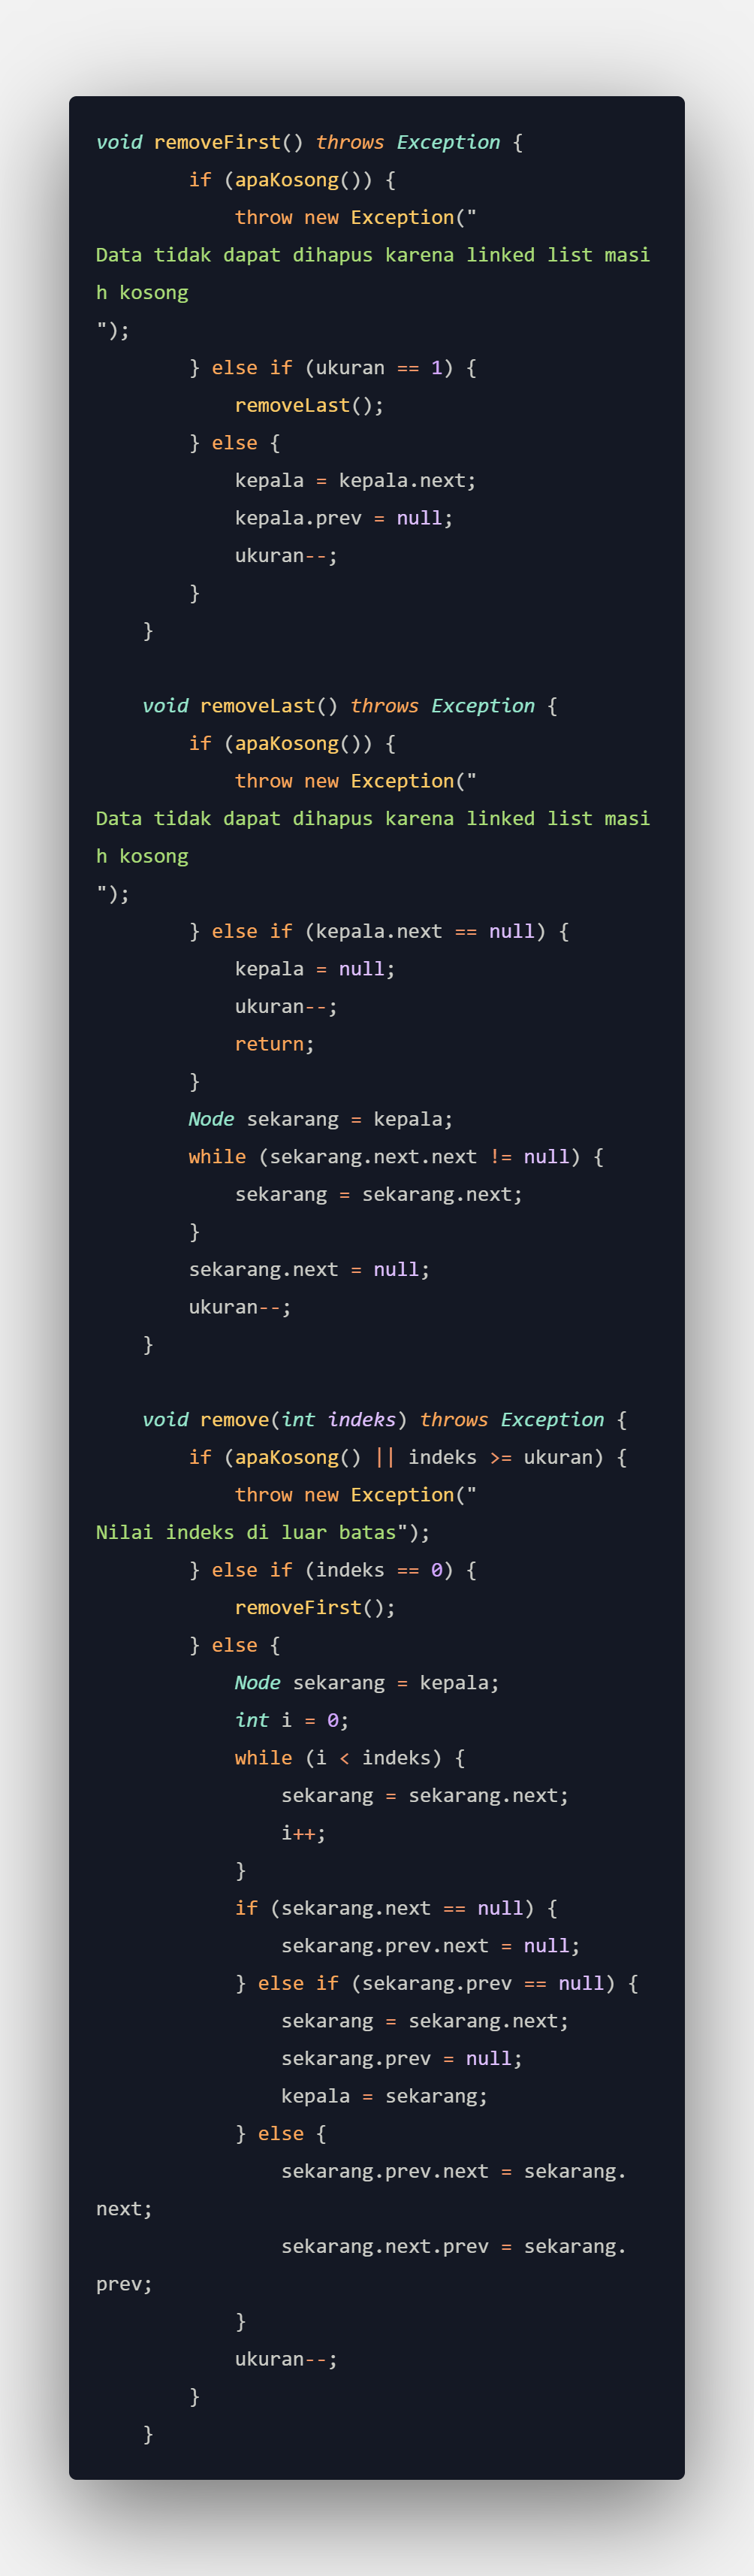 void removeFirst() throws Exception {
        if (apaKosong()) {
            throw new Exception("
Data tidak dapat dihapus karena linked list masi
h kosong
");
        } else if (ukuran == 1) {
            removeLast();
        } else {
            kepala = kepala.next;
            kepala.prev = null;
            ukuran--;
        }
    }

    void removeLast() throws Exception {
        if (apaKosong()) {
            throw new Exception("
Data tidak dapat dihapus karena linked list masi
h kosong
");
        } else if (kepala.next == null) {
            kepala = null;
            ukuran--;
            return;
        }
        Node sekarang = kepala;
        while (sekarang.next.next != null) {
            sekarang = sekarang.next;
        }
        sekarang.next = null;
        ukuran--;
    }

    void remove(int indeks) throws Exception {
        if (apaKosong() || indeks >= ukuran) {
            throw new Exception("
Nilai indeks di luar batas");
        } else if (indeks == 0) {
            removeFirst();
        } else {
            Node sekarang = kepala;
            int i = 0;
            while (i < indeks) {
                sekarang = sekarang.next;
                i++;
            }
            if (sekarang.next == null) {
                sekarang.prev.next = null;
            } else if (sekarang.prev == null) {
                sekarang = sekarang.next;
                sekarang.prev = null;
                kepala = sekarang;
            } else {
                sekarang.prev.next = sekarang.
next;
                sekarang.next.prev = sekarang.
prev;
            }
            ukuran--;
        }
    }